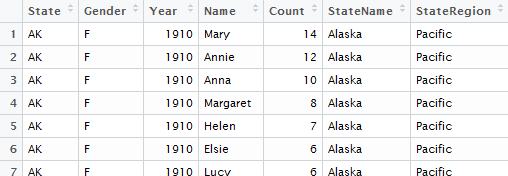 State Gender Year Name Count StateName StateRegion
1 AK F 1910 Mary 14 Alaska Pacific
2 AK F 1910 Annie 12 Alaska Pacific
3 AK F 1910 Anna 10 Alaska Pacific
4 AK F 1910 Margaret 8 Alaska Pacific
5 AK F 1910 Helen 7 Alaska Pacific
6 AK F 1910 Elsie 6 Alaska Pacific
7 AK F 1910 Lucy 6 Alaska Pacific